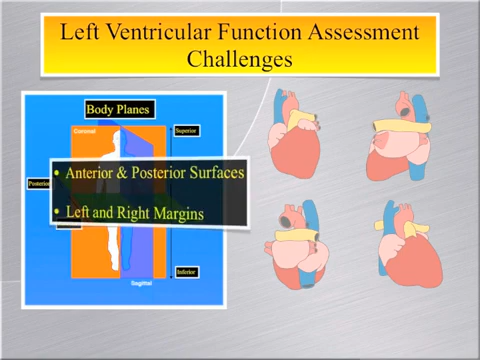 Left Ventricular Function Assessment
Challenges
Body Planes
Coronal
Superior
• Anterior & Posterior Surfaces
Posterior
• Left and Right Margins
Inferior
Sagittal